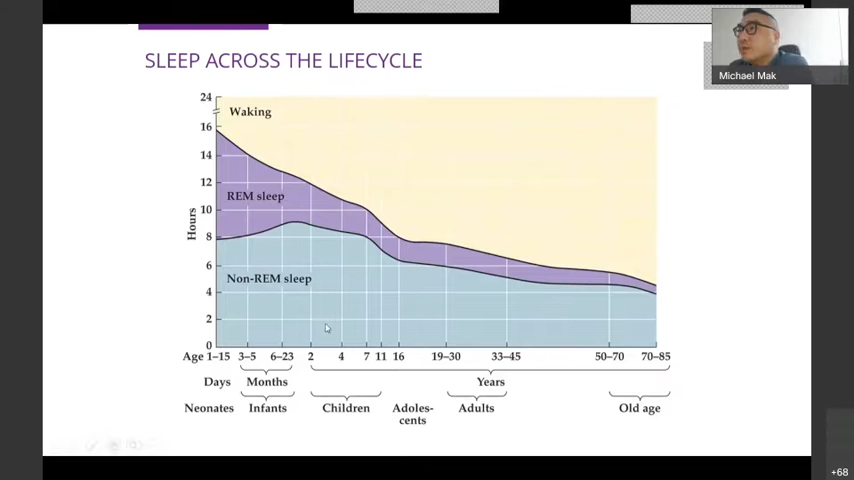 SLEEP ACROSS THE LIFECYCLE
Michael Mak
24
Waking
16
14
12
REM sleep
10
Hours
8
6
Non-REM sleep
4
2
0
Age 1–15 3–5 6–23 2 4 7 11 16 19–30 33–45 50–70 70–85
Days Months Years
Neonates Infants Children Adoles- Adults Old age
cents
+68